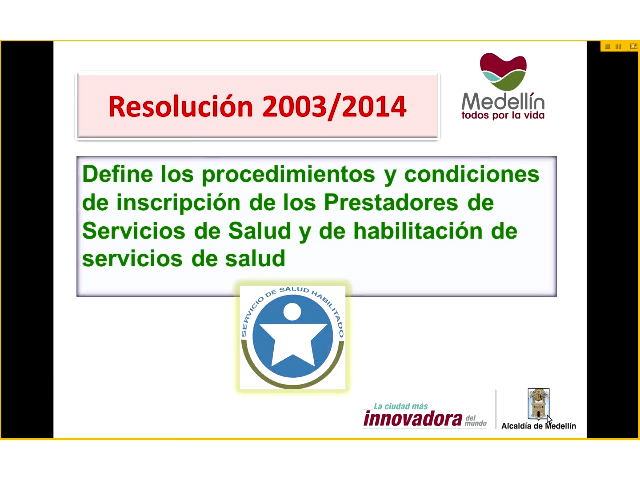 Resolución 2003/2014
Medellín
todos por la vida
Define los procedimientos y condiciones
de inscripción de los Prestadores de
Servicios de Salud y de habilitación de
servicios de salud
SERVICIO DE SALUD HABILITADO
La ciudad más
innovadora del
mundo
Alcaldía de Medellín